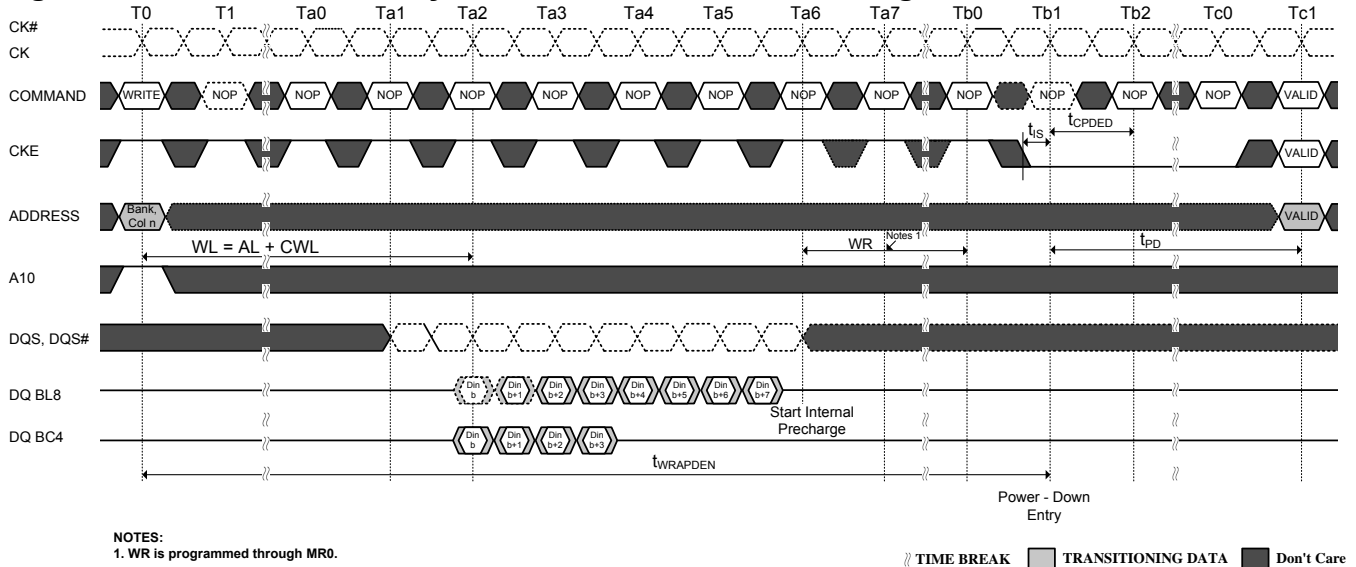 T0 T1 Ta0 Ta1 Ta2 Ta3 Ta4 Ta5 Ta6 Ta7 Tb0 Tb1 Tb2 Tc0 Tc1
CK#
CK
COMMAND WRITE NOP NOP NOP NOP NOP NOP NOP NOP NOP NOP NOP NOP NOP VALID
tIS tCPDED
CKE VALID
ADDRESS Bank, Col n VALID
WL = AL + CWL WR Notes 1 tPD
A10
DQS, DQS#
DQ BL8 Din b Din b+1 Din b+2 Din b+3 Din b+4 Din b+5 Din b+6 Din b+7
Start Internal
Precharge
DQ BC4 Din b Din b+1 Din b+2 Din b+3
tWRAPDEN
Power - Down
Entry
NOTES:
1. WR is programmed through MR0.
TIME BREAK TRANSITIONING DATA Don't Care